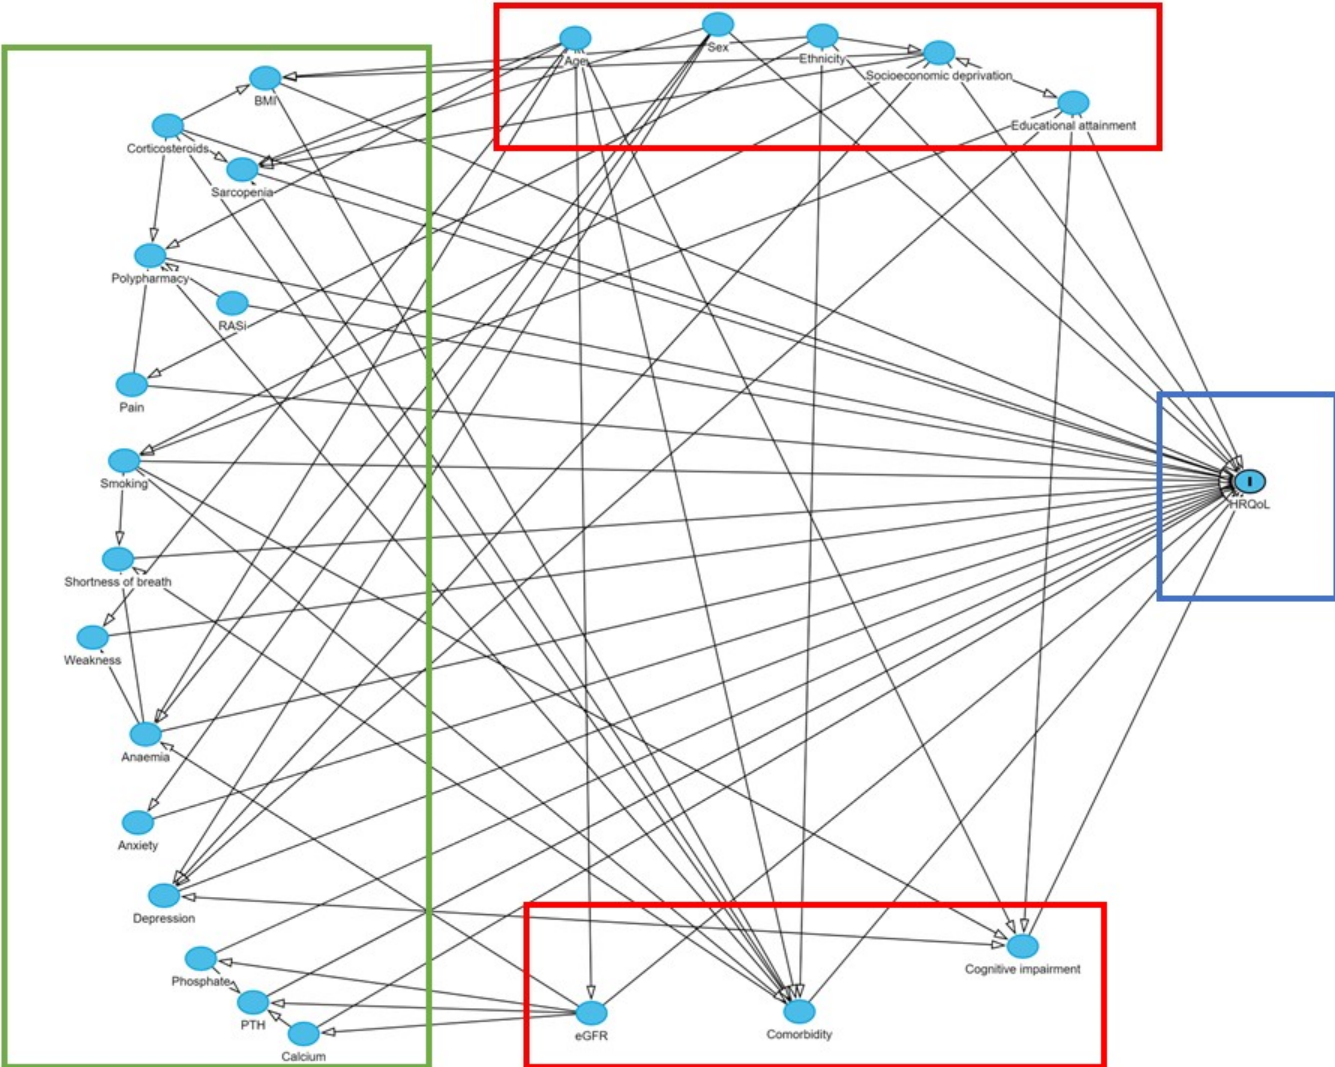 Sex
Age
Ethnicity
Socioeconomic deprivation
BMI
Educational attainment
Corticosteroids
Sarcopenia
Polypharmacy
RASi
Pain
Smoking
HRQoL
Shortness of breath
Weakness
Anaemia
Anxiety
Depression
Phosphate
Cognitive impairment
PTH
eGFR
Comorbidity
Calcium